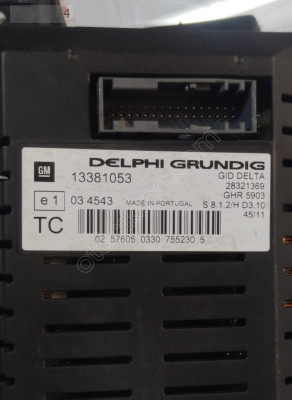 4
DELPHI GRUNDIG
GM
13381053
GID DELTA
28321369
GHR 5903
e 1
03 4543
MADE IN PORTUGAL
S 8.1.2/H D3.10
45/11
TC
02 57605 0330 755230 5